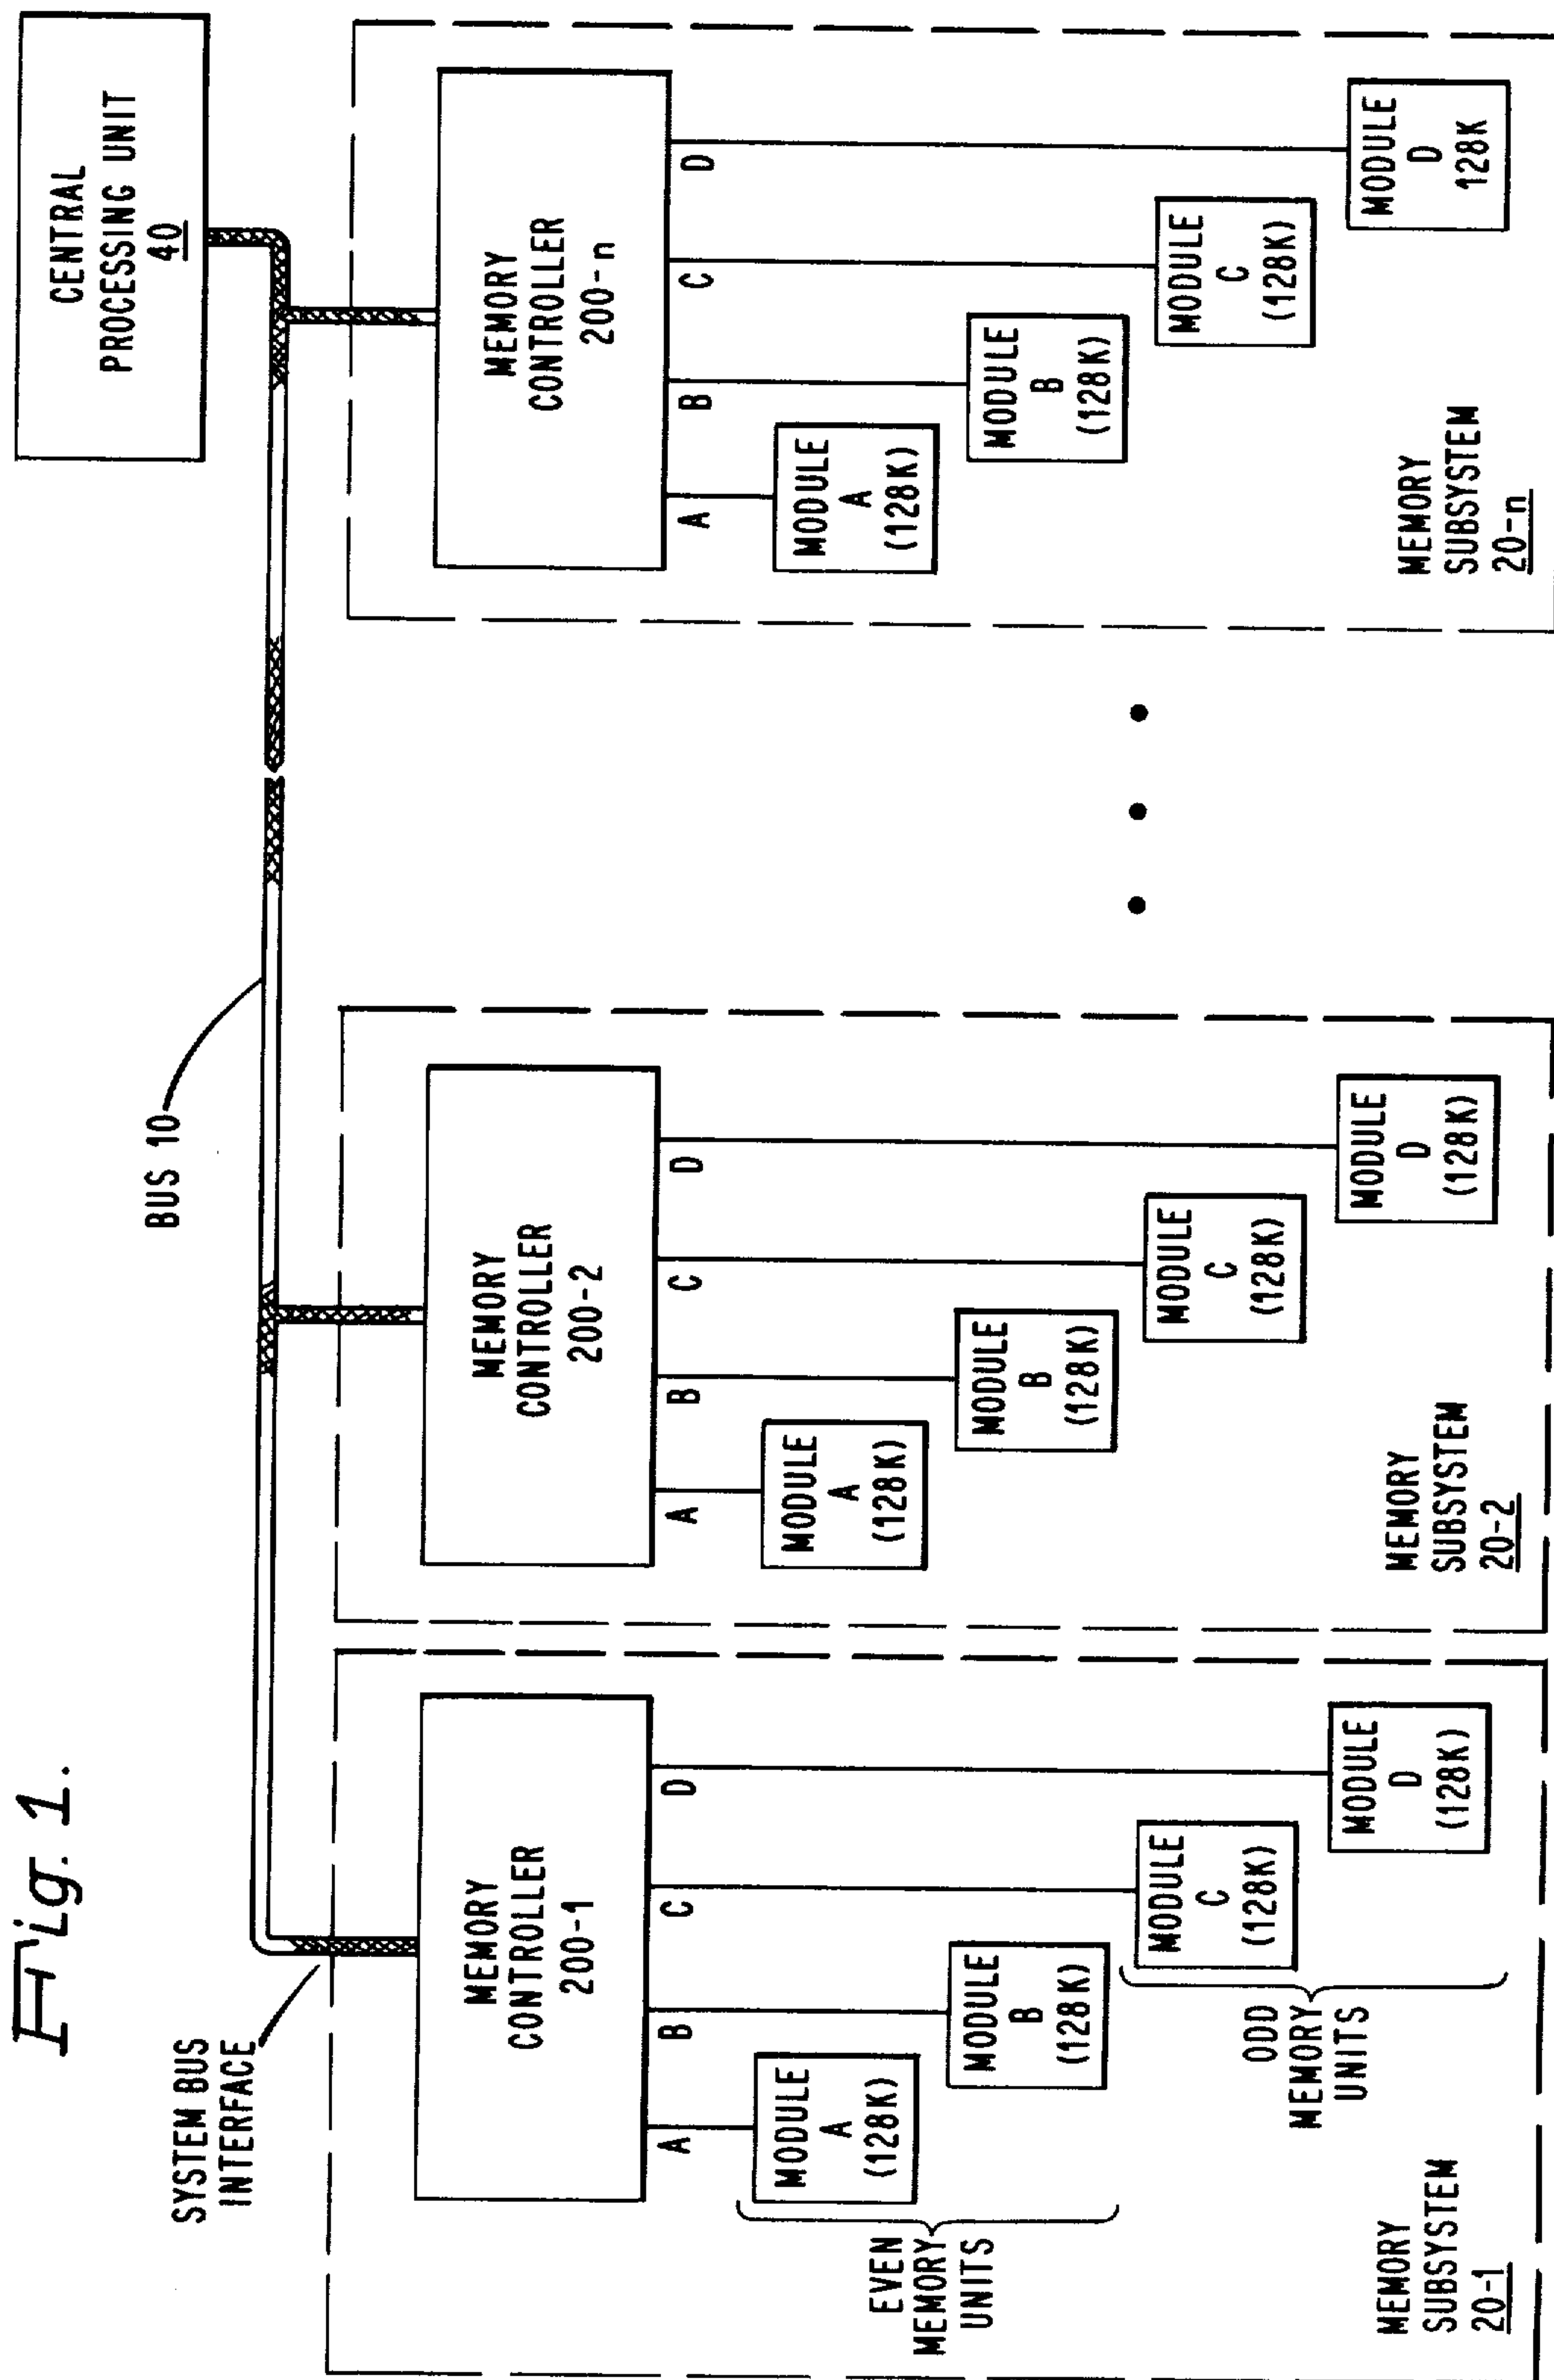 Fig. 1.
SYSTEM BUS
INTERFACE
BUS 10
CENTRAL
PROCESSING UNIT
40
MEMORY
CONTROLLER
200-1
A
B
C
D
MODULE
A
(128K)
MODULE
B
(128K)
MODULE
C
(128K)
MODULE
D
(128K)
EVEN
MEMORY
UNITS
ODD
MEMORY
UNITS
MEMORY
SUBSYSTEM
20-1
MEMORY
CONTROLLER
200-2
A
B
C
D
MODULE
A
(128K)
MODULE
B
(128K)
MODULE
C
(128K)
MODULE
D
(128K)
MEMORY
SUBSYSTEM
20-2
MEMORY
CONTROLLER
200-n
A
B
C
D
MODULE
A
(128K)
MODULE
B
(128K)
MODULE
C
(128K)
MODULE
D
128K
MEMORY
SUBSYSTEM
20-n